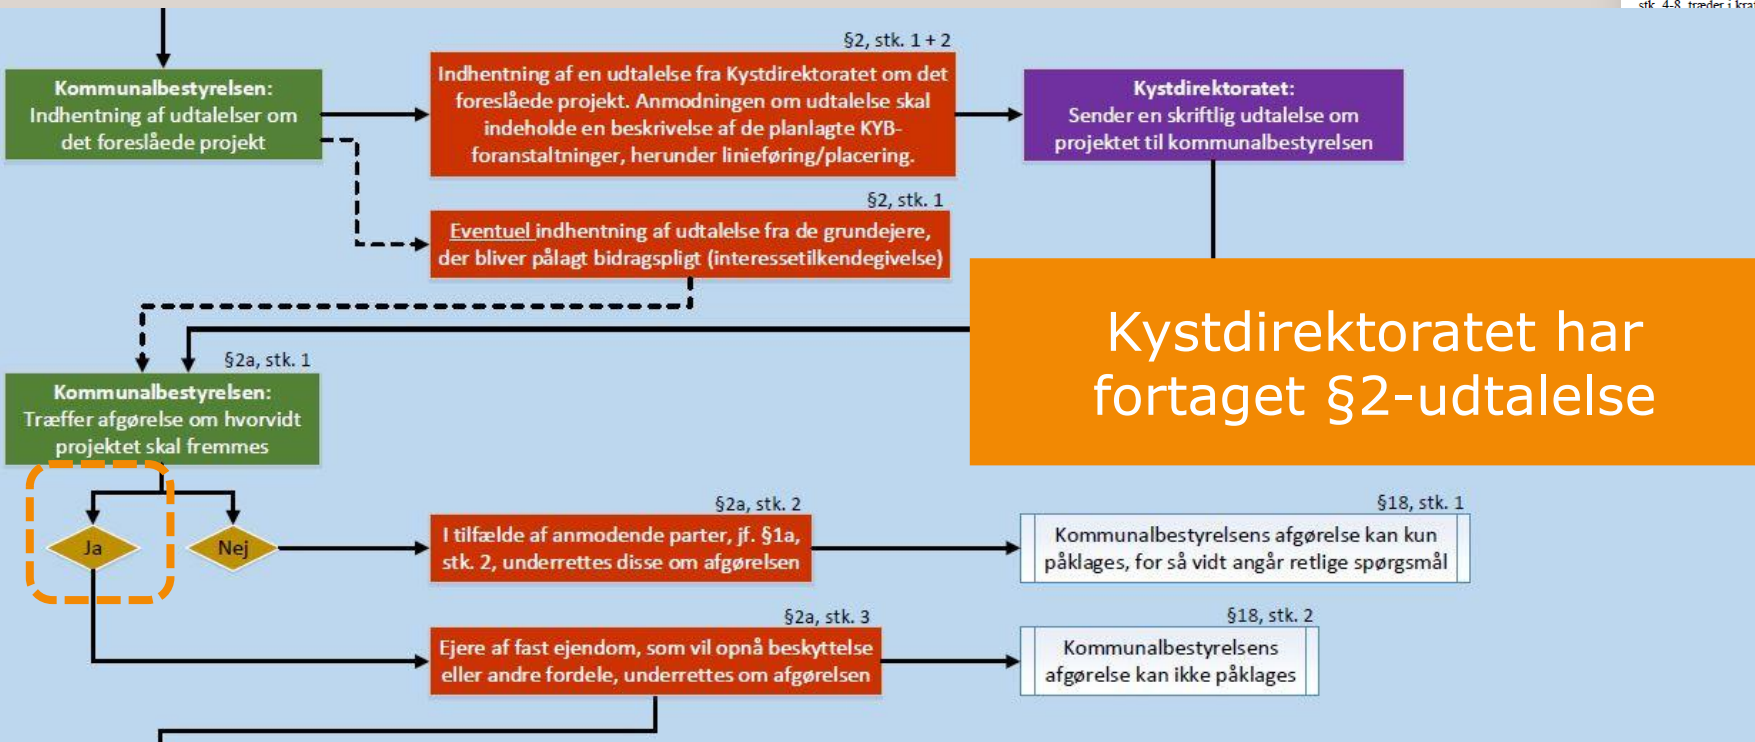 stk. 4-8, træder i kraf
§2, stk. 1 + 2
Kommunalbestyrelsen:
Indhentning af udtalelser om
det foreslåede projekt
Indhentning af en udtalelse fra Kystdirektoratet om det
foreslåede projekt. Anmodningen om udtalelse skal
indeholde en beskrivelse af de planlagte KYB-
foranstaltninger, herunder linieføring/placering.
Kystdirektoratet:
Sender en skriftlig udtalelse om
projektet til kommunalbestyrelsen
§2, stk. 1
Eventuel indhentning af udtalelse fra de grundejere,
der bliver pålagt bidragspligt (interessetilkendegivelse)
Kystdirektoratet har
fortaget §2-udtalelse
§2a, stk. 1
Kommunalbestyrelsen:
Træffer afgørelse om hvorvidt
projektet skal fremmes
Ja
Nej
§2a, stk. 2
I tilfælde af anmodende parter, jf. §1a,
stk. 2, underrettes disse om afgørelsen
§18, stk. 1
Kommunalbestyrelsens afgørelse kan kun
påklages, for så vidt angår retlige spørgsmål
§2a, stk. 3
Ejere af fast ejendom, som vil opnå beskyttelse
eller andre fordele, underrettes om afgørelsen
§18, stk. 2
Kommunalbestyrelsens
afgørelse kan ikke påklages